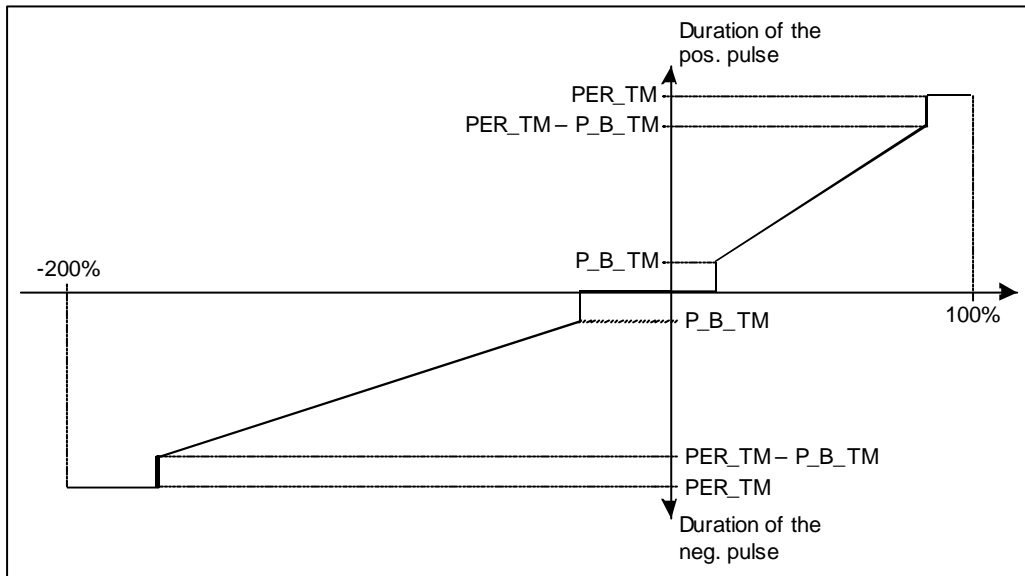 Duration of the
pos. pulse
PER_TM
PER_TM – P_B_TM
P_B_TM
-200%
100%
P_B_TM
PER_TM – P_B_TM
PER_TM
Duration of the
neg. pulse